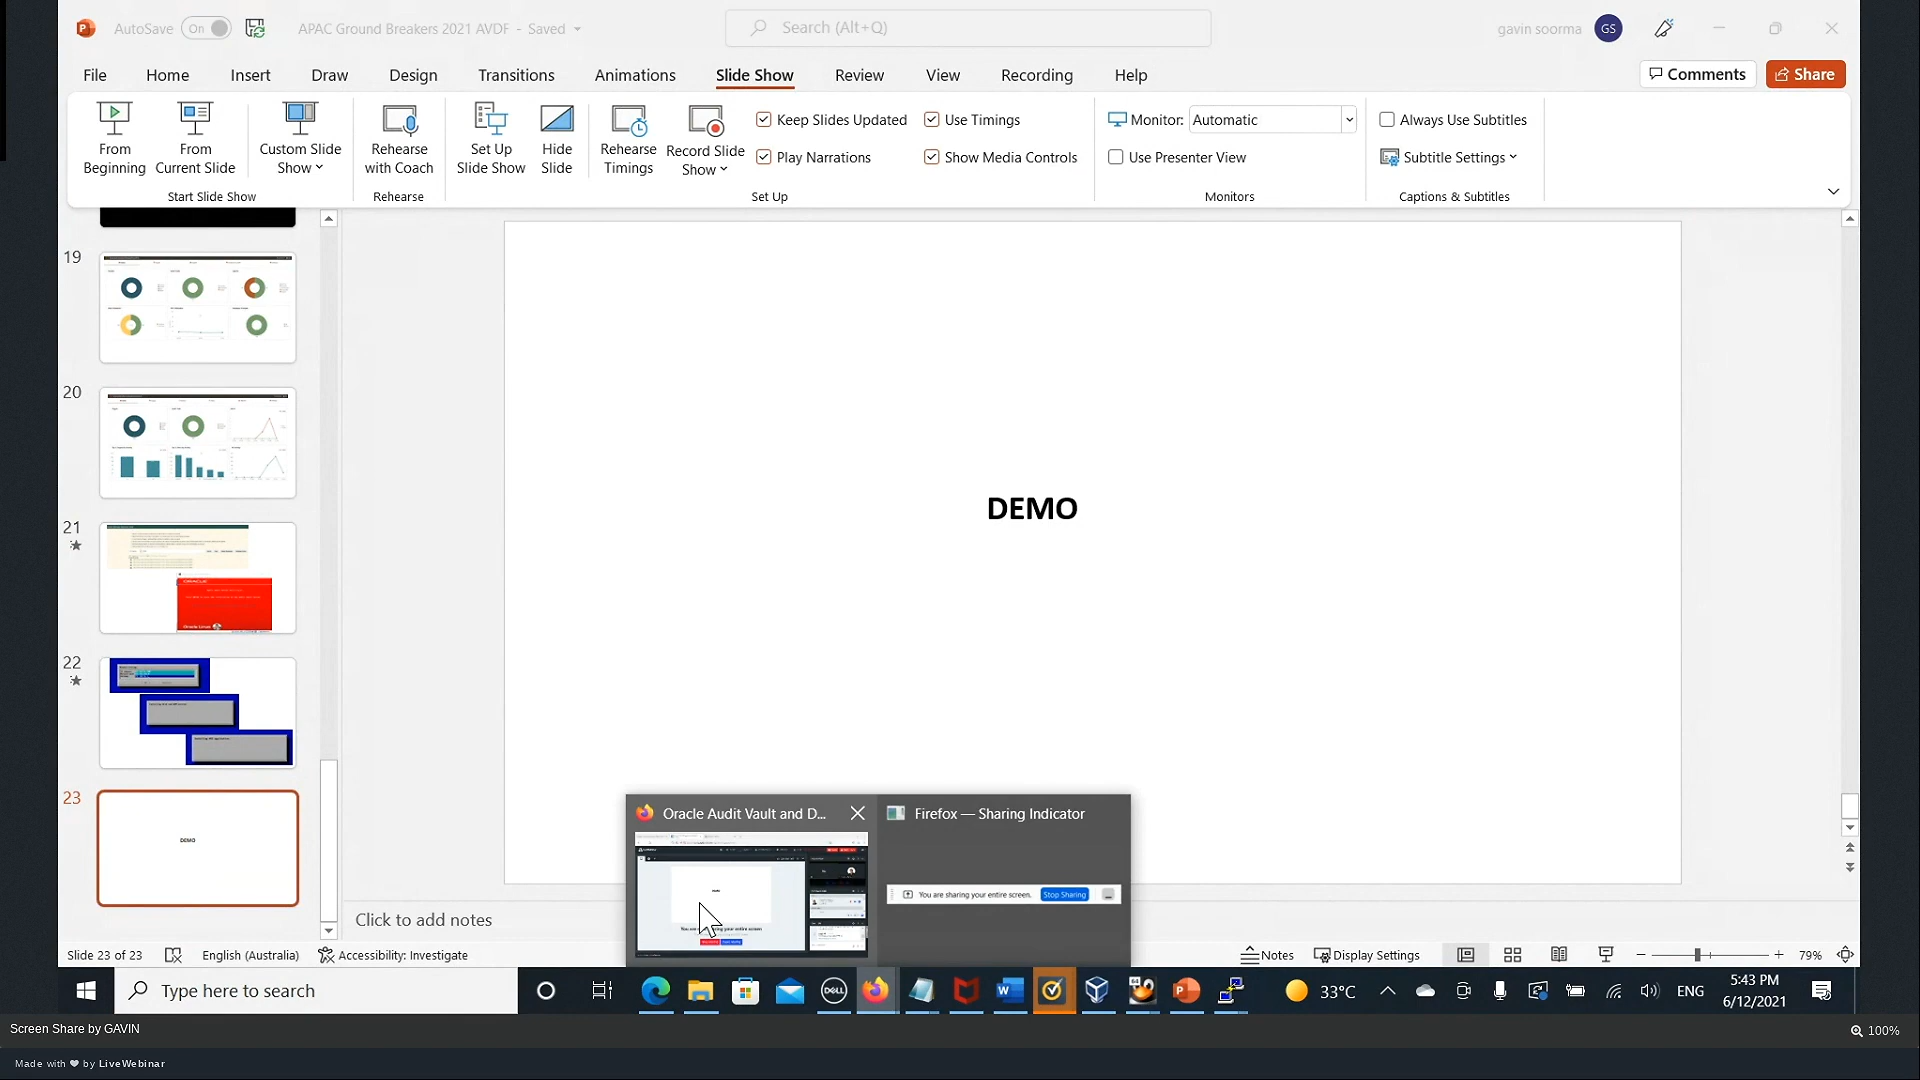 AutoSave On APAC Ground Breakers 2021 AVDF - Saved Search (Alt+Q) gavin soorma GS
File Home Insert Draw Design Transitions Animations Slide Show Review View Recording Help Comments Share
From Beginning
From Current Slide
Custom Slide Show
Start Slide Show
Rehearse with Coach
Rehearse
Set Up Slide Show
Hide Slide
Rehearse Timings
Record Slide Show
Keep Slides Updated
Play Narrations
Use Timings
Show Media Controls
Set Up
Monitor: Automatic
Use Presenter View
Monitors
Always Use Subtitles
Subtitle Settings
Captions & Subtitles
19
20
21
22
23
DEMO
DEMO
Oracle Audit Vault and D...
Firefox — Sharing Indicator
You are sharing your entire screen. Stop Sharing
Click to add notes
Slide 23 of 23 English (Australia) Accessibility: Investigate Notes Display Settings 79%
Type here to search
DELL
33°C ENG
5:43 PM
6/12/2021
Screen Share by GAVIN 100%
Made with by LiveWebinar